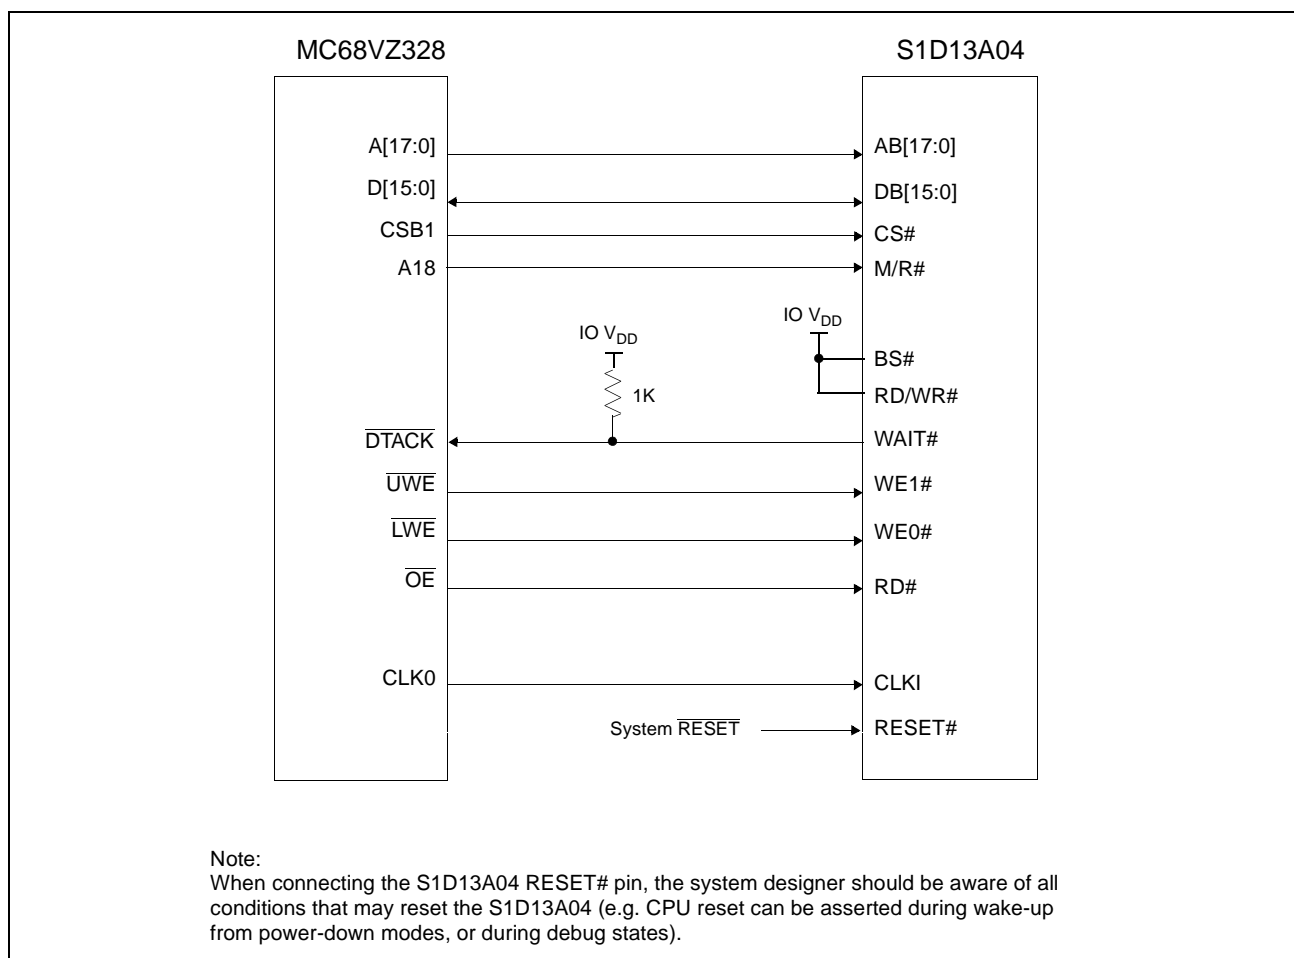 MC68VZ328
S1D13A04
A[17:0]
AB[17:0]
D[15:0]
DB[15:0]
CSB1
CS#
A18
M/R#
IO VDD
IO VDD
BS#
1K
RD/WR#
DTACK
WAIT#
UWE
WE1#
LWE
WE0#
OE
RD#
CLK0
CLKI
System RESET
RESET#
Note:
When connecting the S1D13A04 RESET# pin, the system designer should be aware of all
conditions that may reset the S1D13A04 (e.g. CPU reset can be asserted during wake-up
from power-down modes, or during debug states).